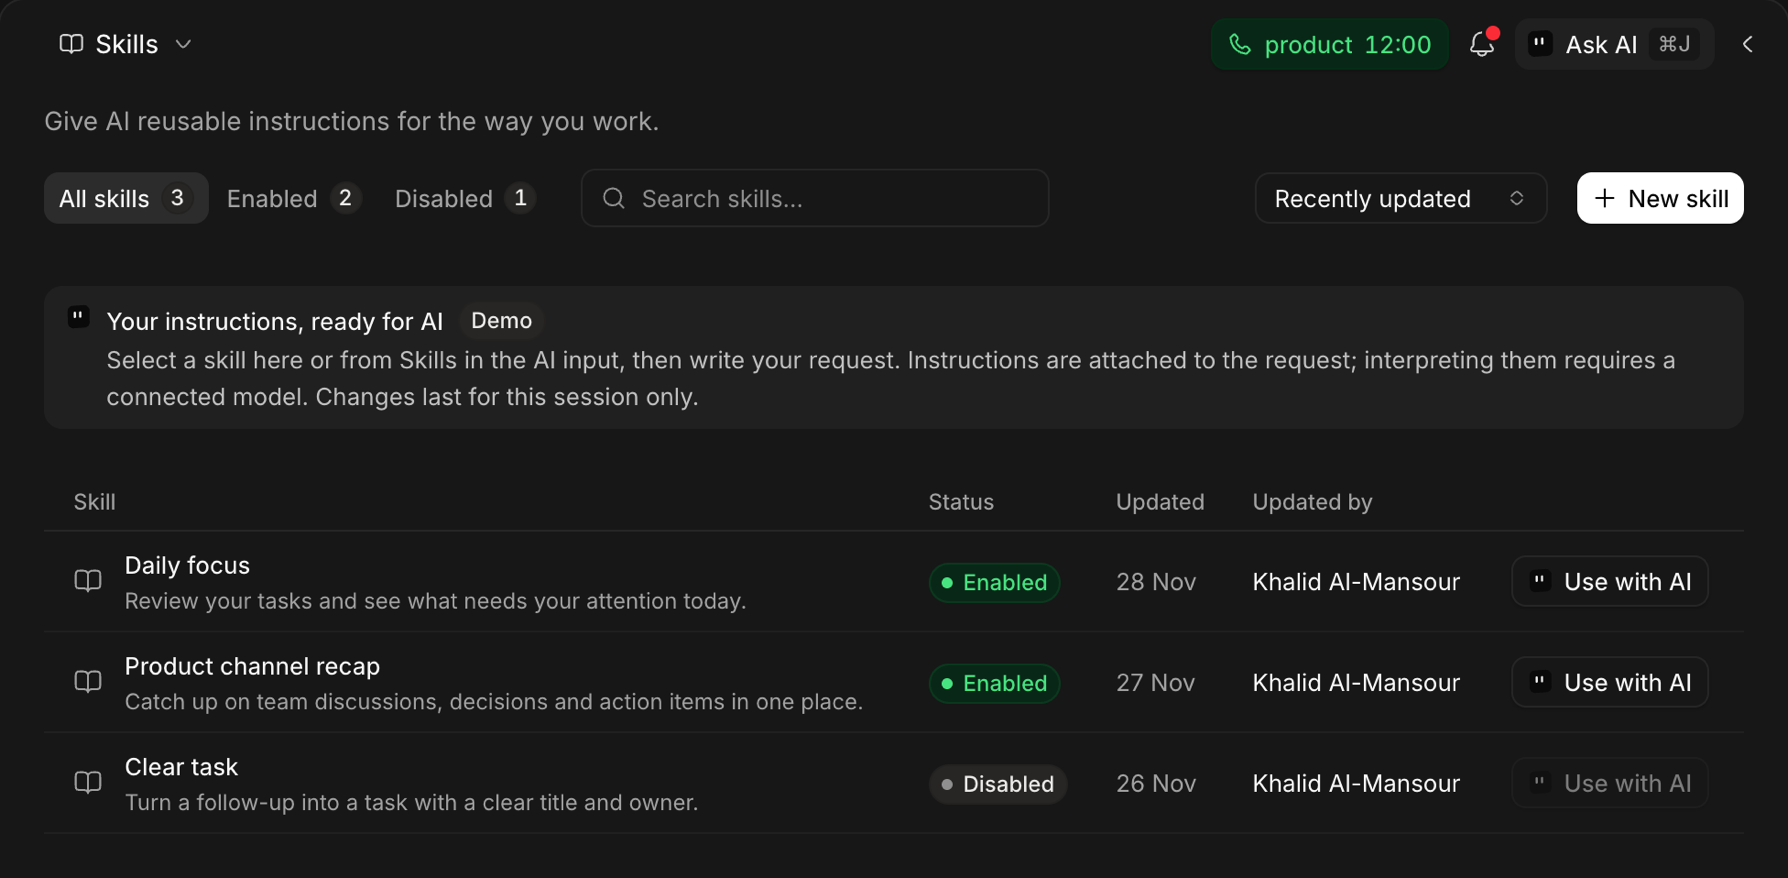 Skills
product 12:00
Ask AI ⌘J
Give AI reusable instructions for the way you work.
All skills 3
Enabled 2
Disabled 1
Search skills...
Recently updated
+ New skill
Your instructions, ready for AI Demo
Select a skill here or from Skills in the AI input, then write your request. Instructions are attached to the request; interpreting them requires a
connected model. Changes last for this session only.
Skill Status Updated Updated by
Daily focus
Review your tasks and see what needs your attention today.
Enabled 28 Nov Khalid Al-Mansour Use with AI
Product channel recap
Catch up on team discussions, decisions and action items in one place.
Enabled 27 Nov Khalid Al-Mansour Use with AI
Clear task
Turn a follow-up into a task with a clear title and owner.
Disabled 26 Nov Khalid Al-Mansour Use with AI